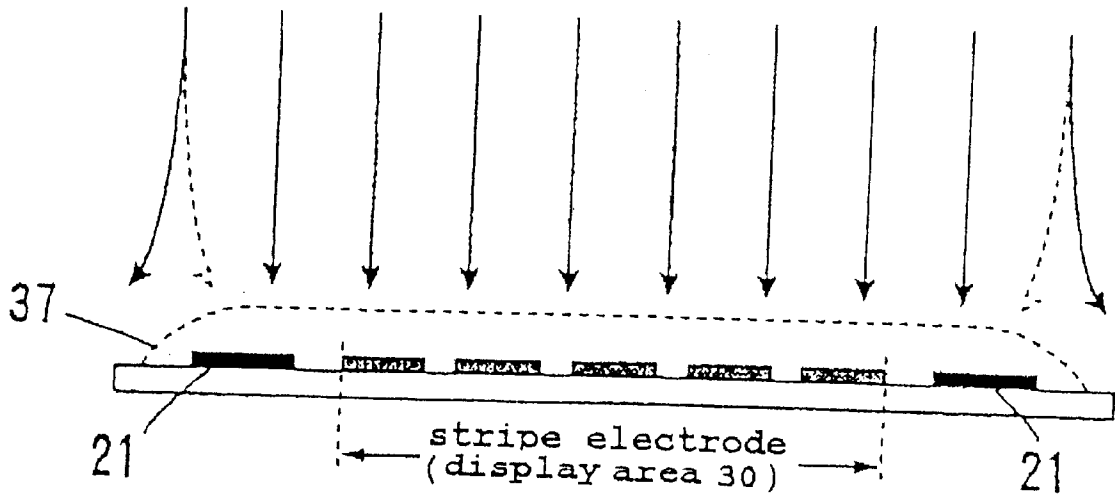 37
21
stripe electrode
(display area 30)
21